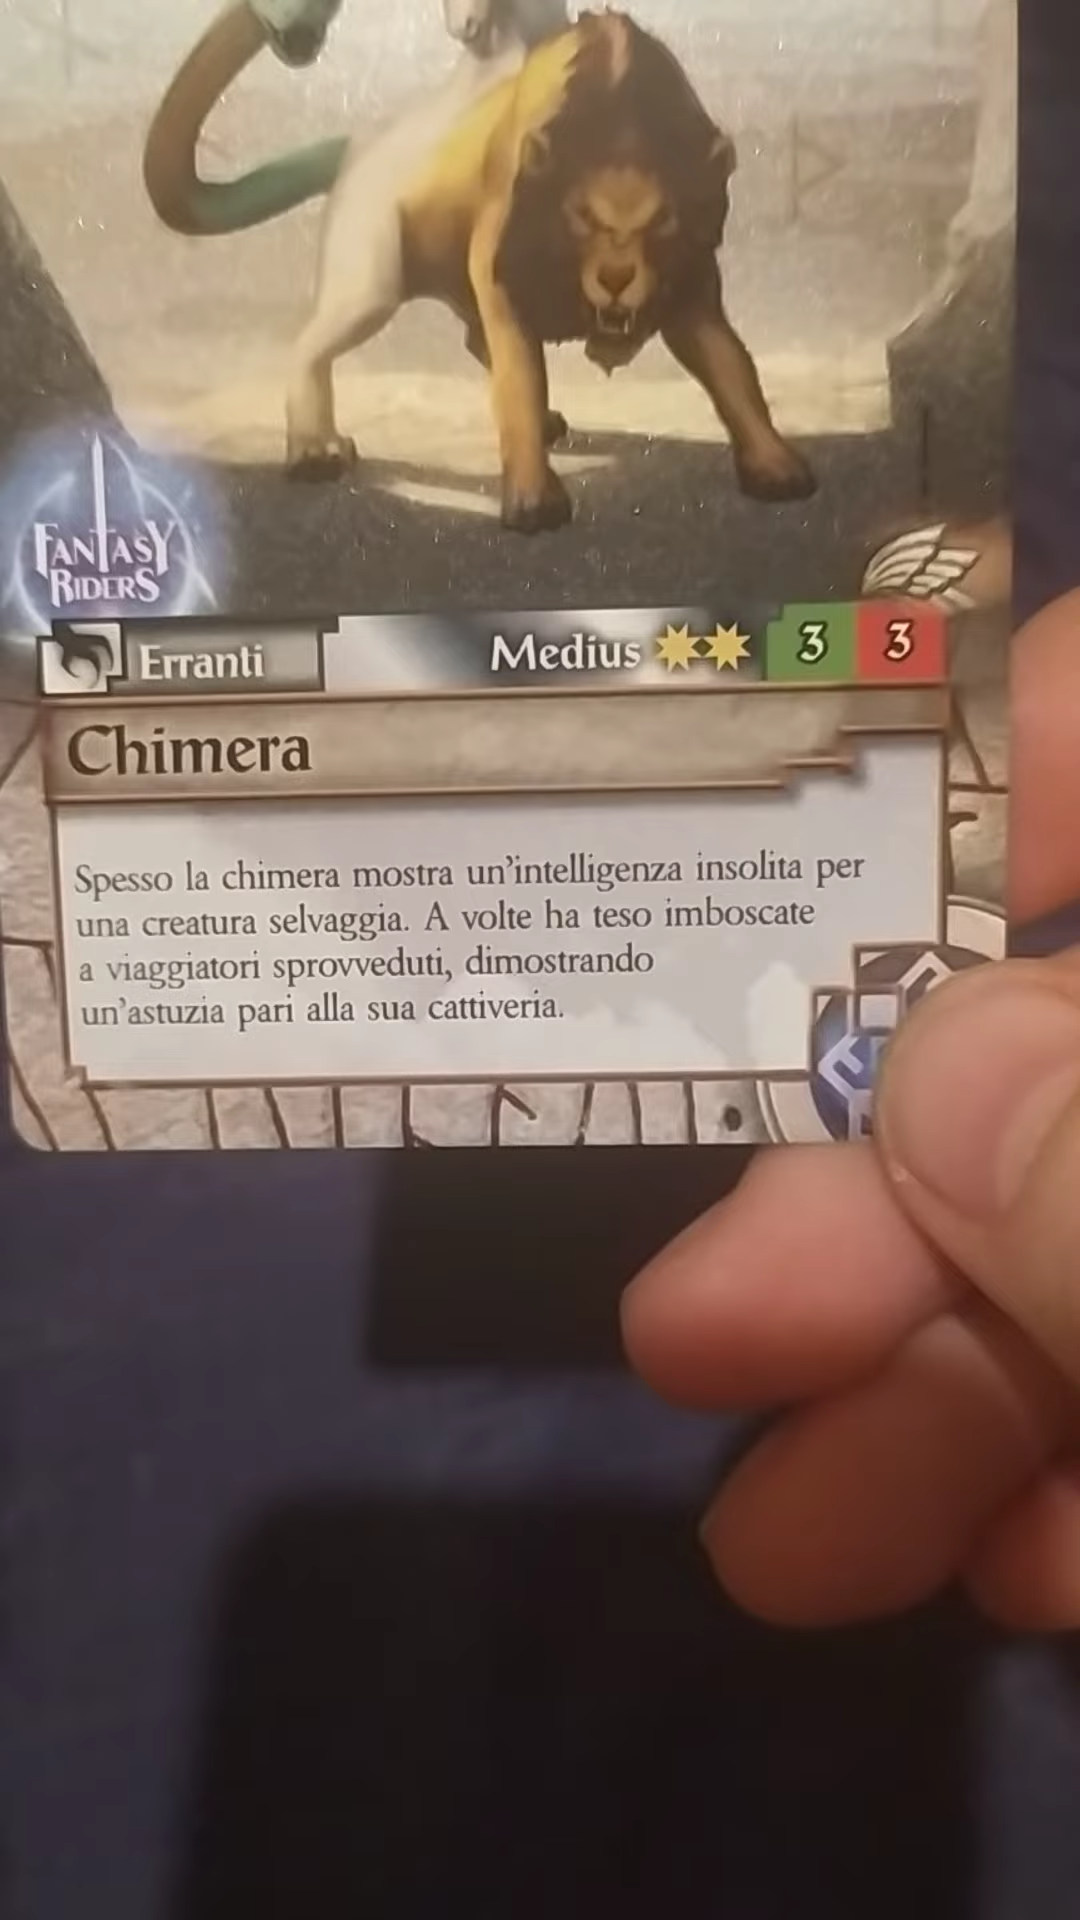 FANTASY
RIDERS
Erranti
Medius
3
3
Chimera
Spesso la chimera mostra un'intelligenza insolita per
una creatura selvaggia. A volte ha teso imboscate
a viaggiatori sprovveduti, dimostrando
un'astuzia pari alla sua cattiveria.